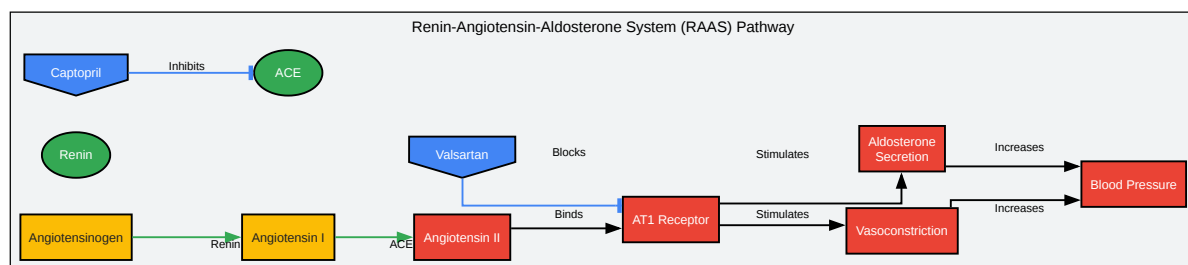 Renin-Angiotensin-Aldosterone System (RAAS) Pathway
Captopril
Inhibits
ACE
Renin
Valsartan
Blocks
Stimulates
Aldosterone
Secretion
Increases
Blood Pressure
Angiotensinogen
Renin
Angiotensin I
ACE
Angiotensin II
Binds
AT1 Receptor
Stimulates
Vasoconstriction
Increases